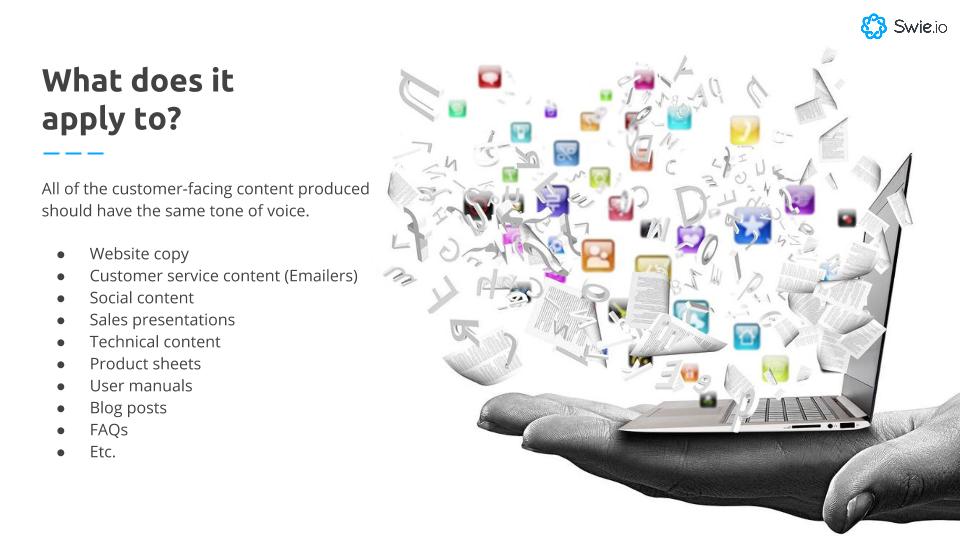 Swie.io
What does it
apply to?
All of the customer-facing content produced
should have the same tone of voice.
● Website copy
● Customer service content (Emailers)
● Social content
● Sales presentations
● Technical content
● Product sheets
● User manuals
● Blog posts
● FAQs
● Etc.